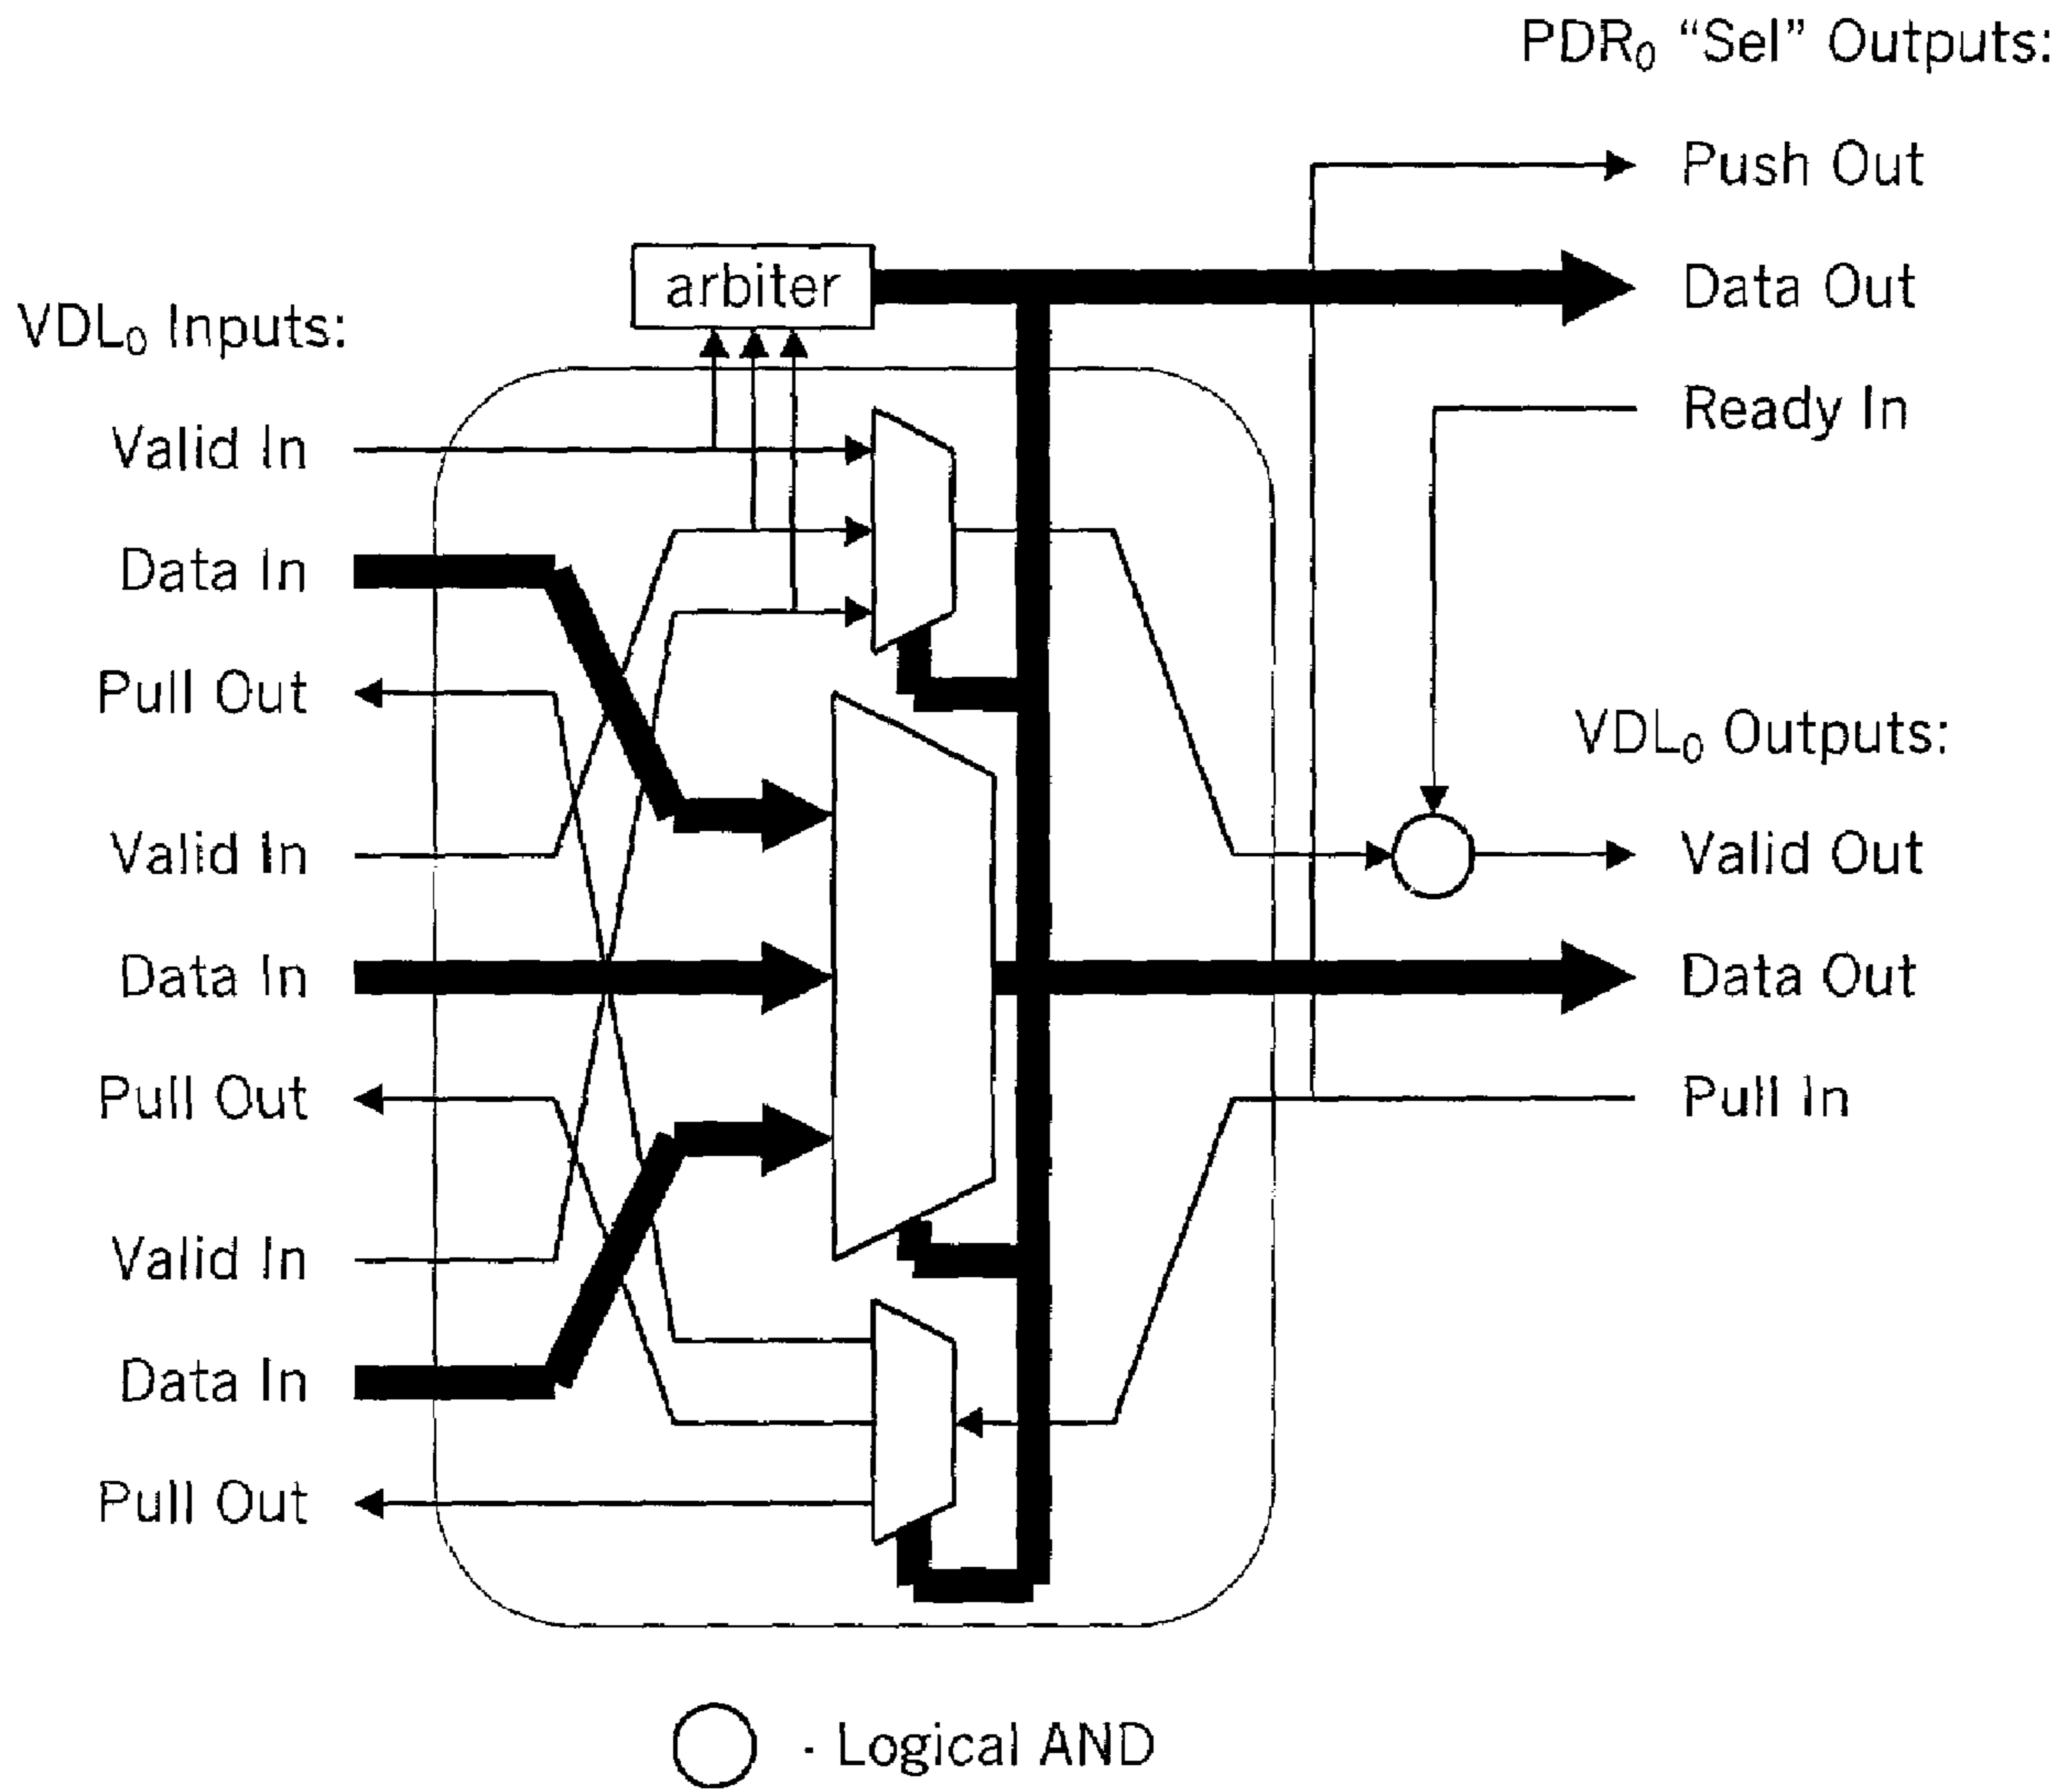 PDR₀ “Sel” Outputs:
Push Out
arbiter
Data Out
VDL₀ Inputs:
Ready In
Valid In
Data In
Pull Out
VDL₀ Outputs:
Valid In
Valid Out
Data In
Data Out
Pull Out
Pull In
Valid In
Data In
Pull Out
- Logical AND